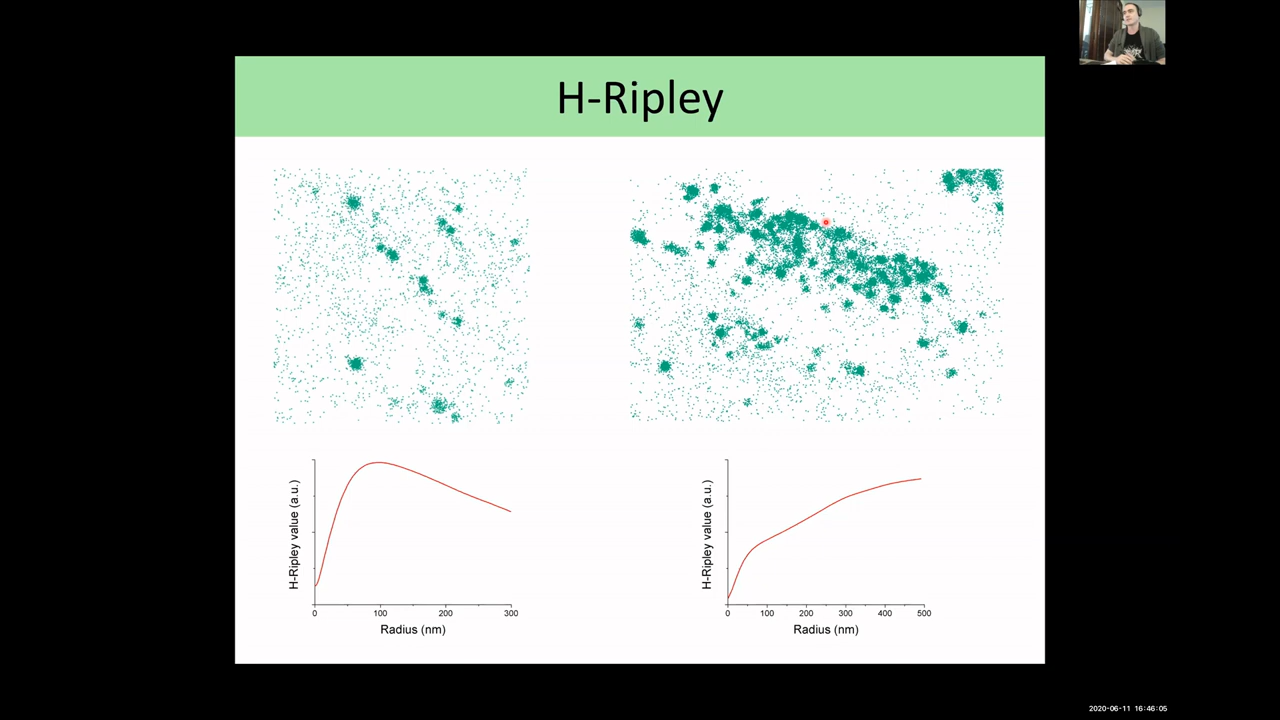 H-Ripley
H-Ripley value (a.u.)
0 100 200 300
Radius (nm)
H-Ripley value (a.u.)
0 100 200 300 400 500
Radius (nm)
2020-06-11 16:46:05